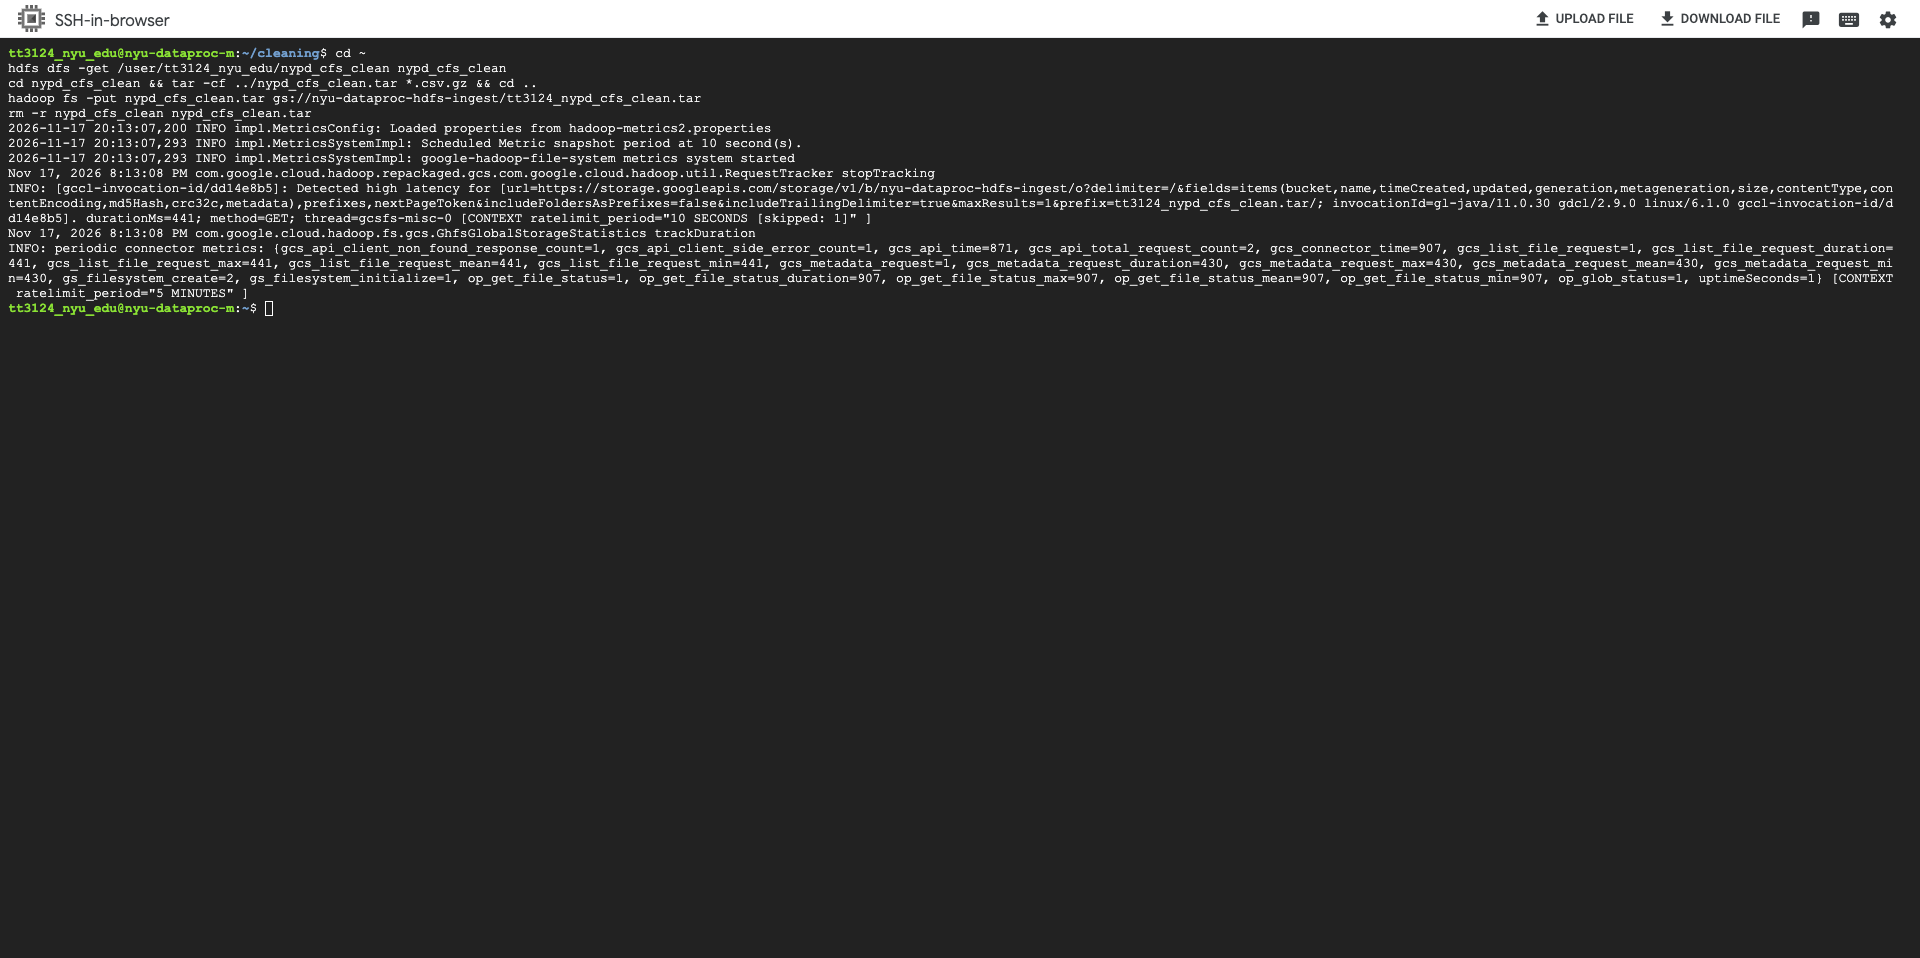 SSH-in-browser
UPLOAD FILE
DOWNLOAD FILE
tt3124_nyu_edu@nyu-dataproc-m:~/cleaning$ cd ~
hdfs dfs -get /user/tt3124_nyu_edu/nypd_cfs_clean nypd_cfs_clean
cd nypd_cfs_clean && tar -cf ../nypd_cfs_clean.tar *.csv.gz && cd ..
hadoop fs -put nypd_cfs_clean.tar gs://nyu-dataproc-hdfs-ingest/tt3124_nypd_cfs_clean.tar
rm -r nypd_cfs_clean nypd_cfs_clean.tar
2026-11-17 20:13:07,200 INFO impl.MetricsConfig: Loaded properties from hadoop-metrics2.properties
2026-11-17 20:13:07,293 INFO impl.MetricsSystemImpl: Scheduled Metric snapshot period at 10 second(s).
2026-11-17 20:13:07,293 INFO impl.MetricsSystemImpl: google-hadoop-file-system metrics system started
Nov 17, 2026 8:13:08 PM com.google.cloud.hadoop.repackaged.gcs.com.google.cloud.hadoop.util.RequestTracker stopTracking
INFO: [gccl-invocation-id/dd14e8b5]: Detected high latency for [url=https://storage.googleapis.com/storage/v1/b/nyu-dataproc-hdfs-ingest/o?delimiter=/&fields=items(bucket,name,timeCreated,updated,generation,metageneration,size,contentType,con
tentEncoding,md5Hash,crc32c,metadata),prefixes,nextPageToken&includeFoldersAsPrefixes=false&includeTrailingDelimiter=true&maxResults=1&prefix=tt3124_nypd_cfs_clean.tar/; invocationId=gl-java/11.0.30 gdcl/2.9.0 linux/6.1.0 gccl-invocation-id/d
d14e8b5]. durationMs=441; method=GET; thread=gcsfs-misc-0 [CONTEXT ratelimit_period="10 SECONDS [skipped: 1]" ]
Nov 17, 2026 8:13:08 PM com.google.cloud.hadoop.fs.gcs.GhfsGlobalStorageStatistics trackDuration
INFO: periodic connector metrics: {gcs_api_client_non_found_response_count=1, gcs_api_client_side_error_count=1, gcs_api_time=871, gcs_api_total_request_count=2, gcs_connector_time=907, gcs_list_file_request=1, gcs_list_file_request_duration=
441, gcs_list_file_request_max=441, gcs_list_file_request_mean=441, gcs_list_file_request_min=441, gcs_metadata_request=1, gcs_metadata_request_duration=430, gcs_metadata_request_max=430, gcs_metadata_request_mean=430, gcs_metadata_request_mi
n=430, gs_filesystem_create=2, gs_filesystem_initialize=1, op_get_file_status=1, op_get_file_status_duration=907, op_get_file_status_max=907, op_get_file_status_mean=907, op_get_file_status_min=907, op_glob_status=1, uptimeSeconds=1} [CONTEXT
 ratelimit_period="5 MINUTES" ]
tt3124_nyu_edu@nyu-dataproc-m:~$